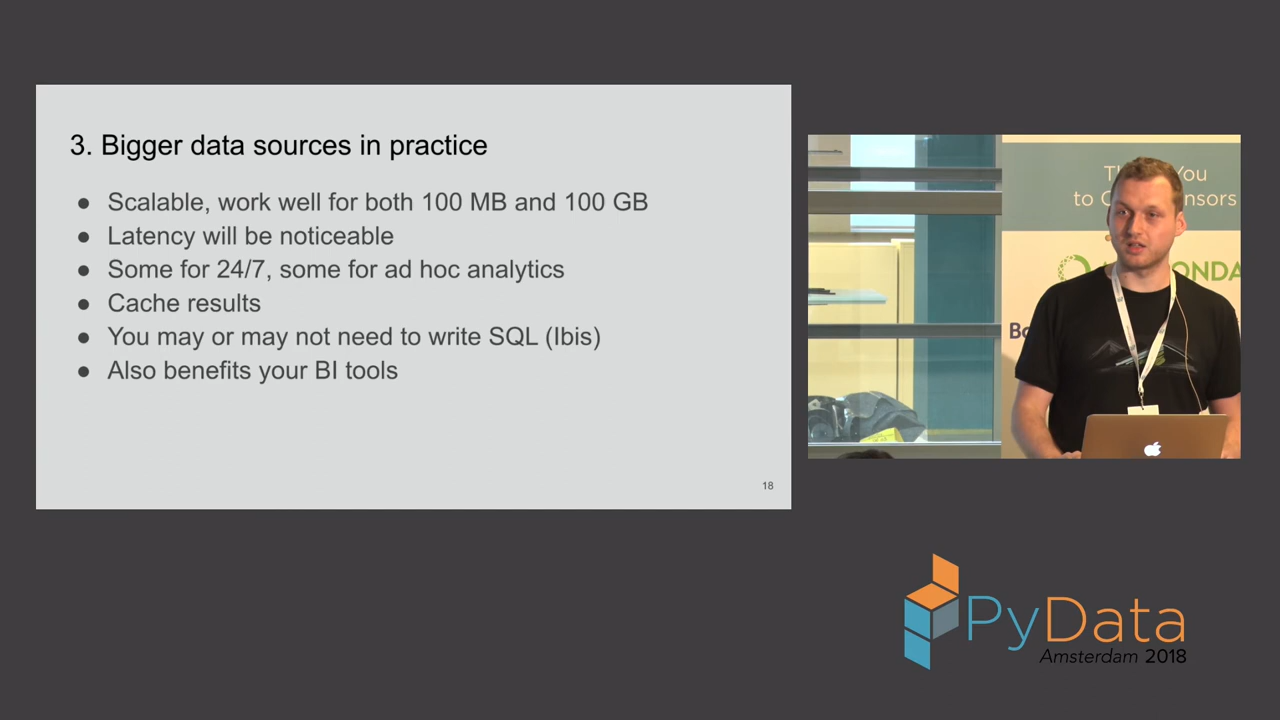 3. Bigger data sources in practice
● Scalable, work well for both 100 MB and 100 GB
● Latency will be noticeable
● Some for 24/7, some for ad hoc analytics
● Cache results
● You may or may not need to write SQL (Ibis)
● Also benefits your BI tools
18
You
to
PyData
Amsterdam 2018